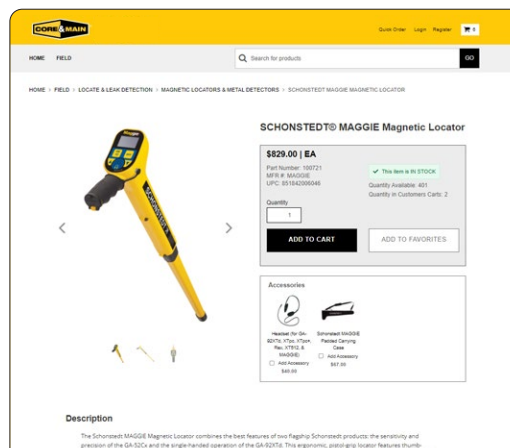 CORE & MAIN
Quick Order Login Register 0
HOME FIELD
Search for products GO
HOME > FIELD > LOCATE & LEAK DETECTION > MAGNETIC LOCATORS & METAL DETECTORS > SCHONSTEDT MAGGIE MAGNETIC LOCATOR
SCHONSTEDT® MAGGIE Magnetic Locator
$829.00 | EA
Part Number: 100721
MFR #: MAGGIE
UPC: 851842006046
This item is IN STOCK
Quantity Available: 401
Quantity in Customers Carts: 2
Quantity
1
ADD TO CART
ADD TO FAVORITES
SCHONSTEDT
Accessories
Headset (for GA-
92XTd, XTpc, XTpc+,
Rex, XT512, &
MAGGIE)
Add Accessory
$49.00
Schonstedt MAGGIE
Padded Carrying
Case
Add Accessory
$67.00
Description
The Schonstedt MAGGIE Magnetic Locator combines the best features of two flagship Schonstedt products: the sensitivity and
precision of the GA-52Cx and the single-handed operation of the GA-92XTd. This ergonomic, pistol-grip locator features thumb-